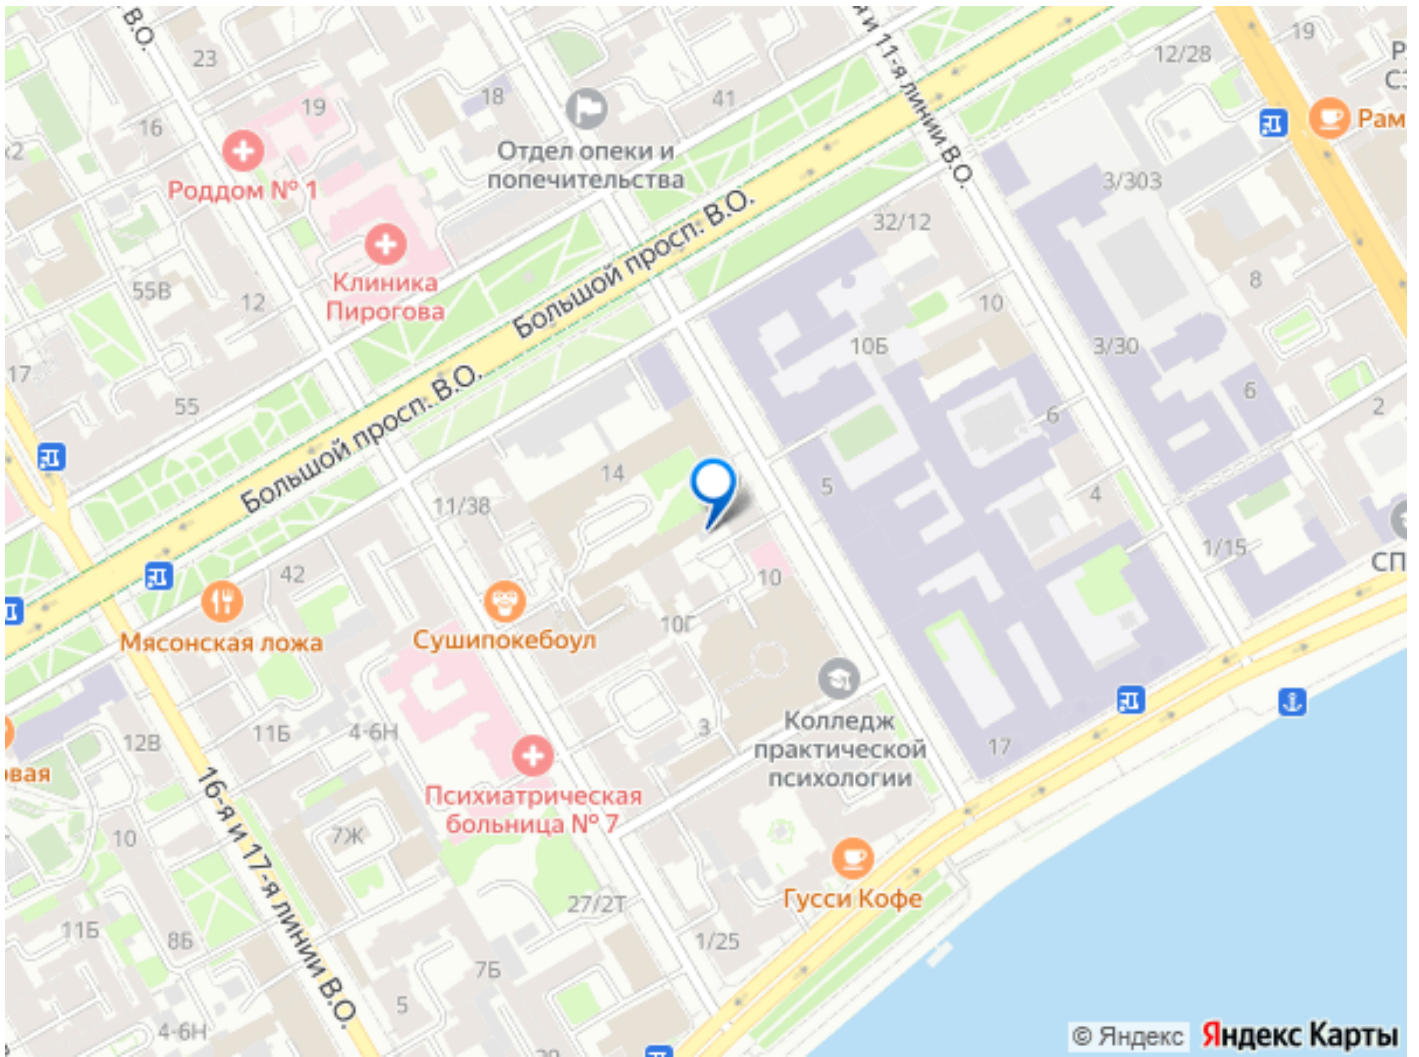 В.О.
23
я и 11-я линии В.О.
12/28
19
16
19
18
41
Отдел опеки и
попечительства
Рам
Роддом № 1
3/303
32/12
Клиника
Пирогова
55В
12
Большой просп. В.О.
10
8
10Б
3/30
17
55
Большой просп. В.О.
6
2
6
14
5
11/38
4
1/15
СП
42
10
Мясонская ложа
Сушипокебоул
10Г
Колледж
практической
психологии
3
17
12В
11Б
4-6Н
вая
16-я и 17-я линии В.О.
Психиатрическая
больница № 7
10
7Ж
Гусси Кофе
27/2Т
11Б
8Б
1/25
7Б
5
4-6Н
© Яндекс Яндекс Карты